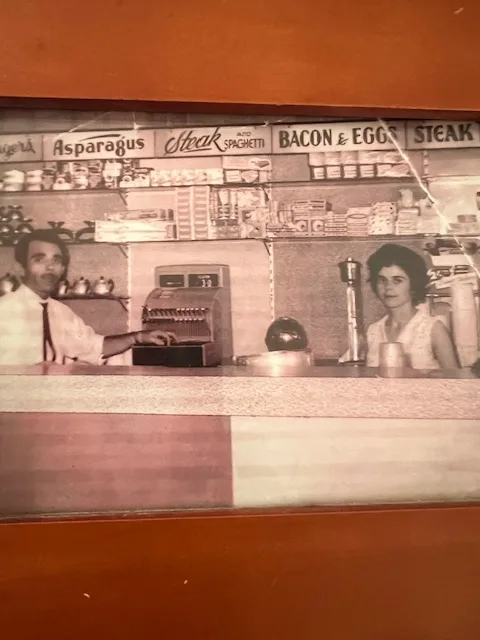 Asparagus
Steak AND SPAGHETTI
BACON & EGGS
STEAK